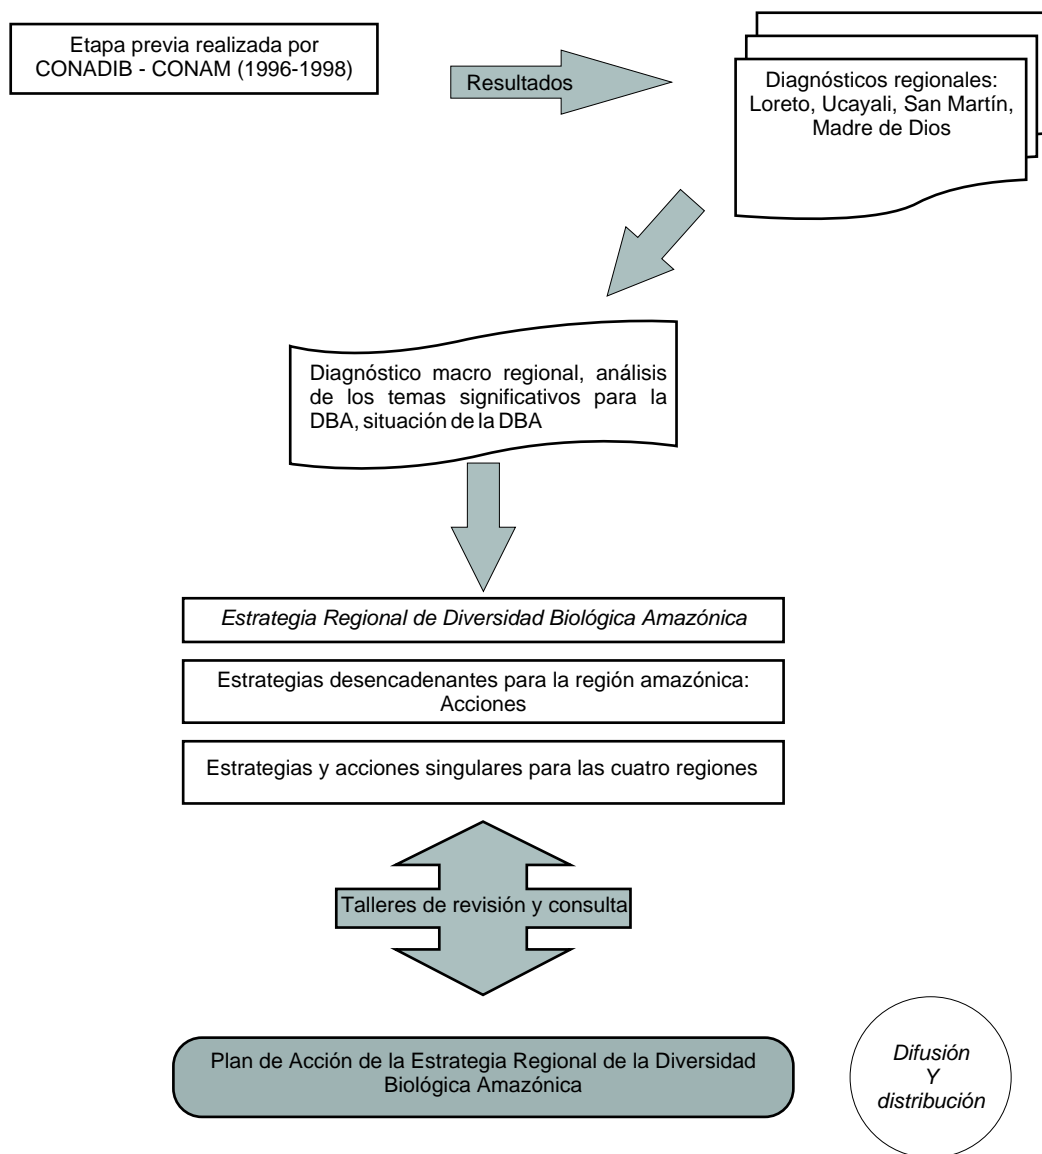 Etapa previa realizada por
CONADIB - CONAM (1996-1998)
Resultados
Diagnósticos regionales:
Loreto, Ucayali, San Martín,
Madre de Dios
Diagnóstico macro regional, análisis
de los temas significativos para la
DBA, situación de la DBA
Estrategia Regional de Diversidad Biológica Amazónica
Estrategias desencadenantes para la región amazónica:
Acciones
Estrategias y acciones singulares para las cuatro regiones
Talleres de revisión y consulta
Plan de Acción de la Estrategia Regional de la Diversidad
Biológica Amazónica
Difusión
Y
distribución